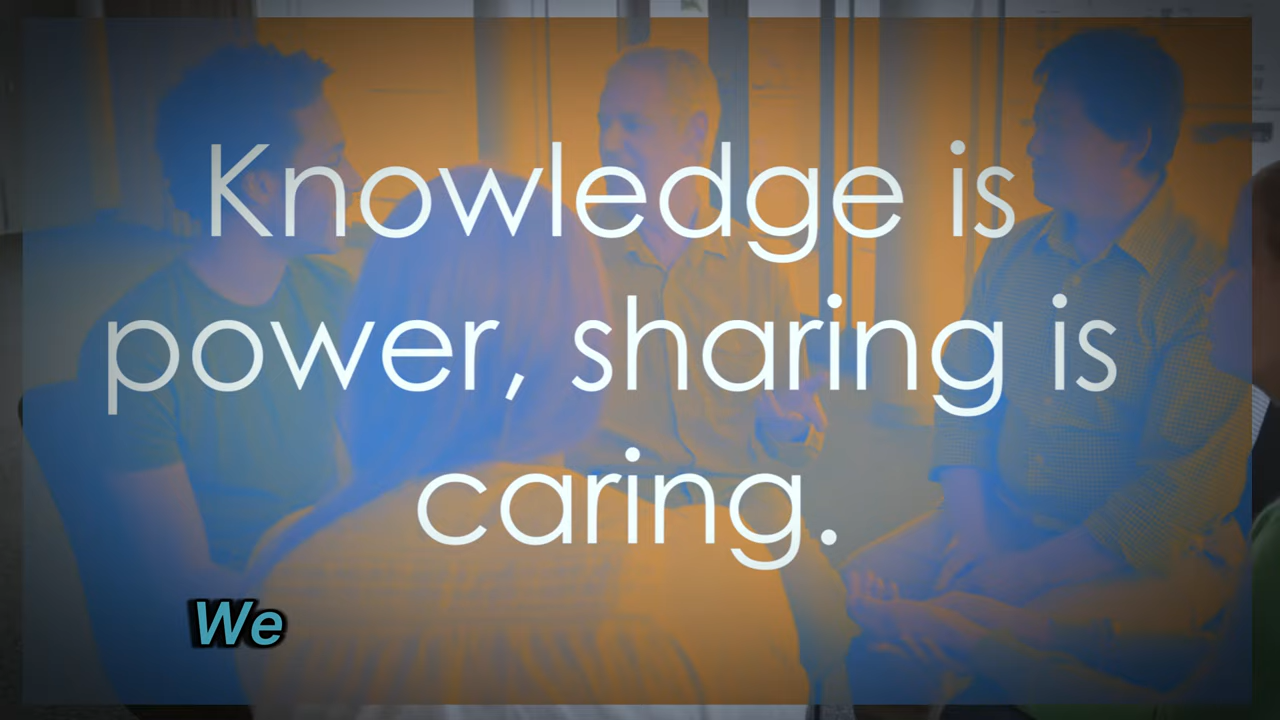 Knowledge is
power, sharing is
caring.
We